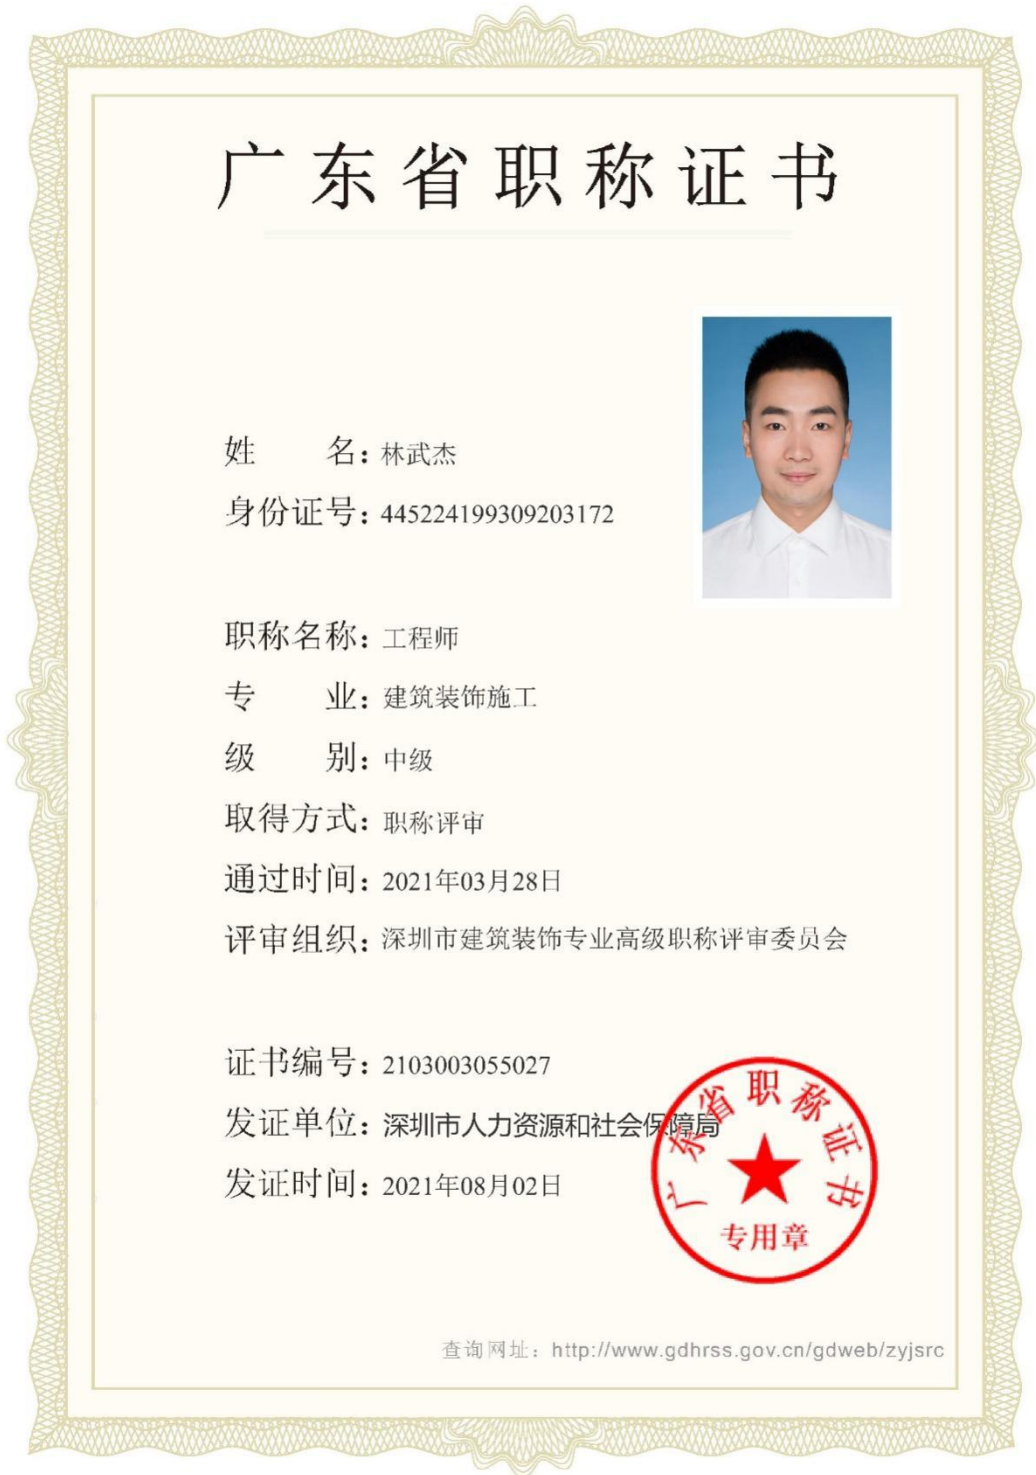 广东省职称证书
姓 名：林武杰
身份证号：445224199309203172
职称名称：工程师
专 业：建筑装饰施工
级 别：中级
取得方式：职称评审
通过时间：2021年03月28日
评审组织：深圳市建筑装饰专业高级职称评审委员会
证书编号：2103003055027
发证单位：深圳市人力资源和社会保障局
发证时间：2021年08月02日
广东省职称证书
专用章
查询网址：http://www.gdhrss.gov.cn/gdweb/zyjsrc